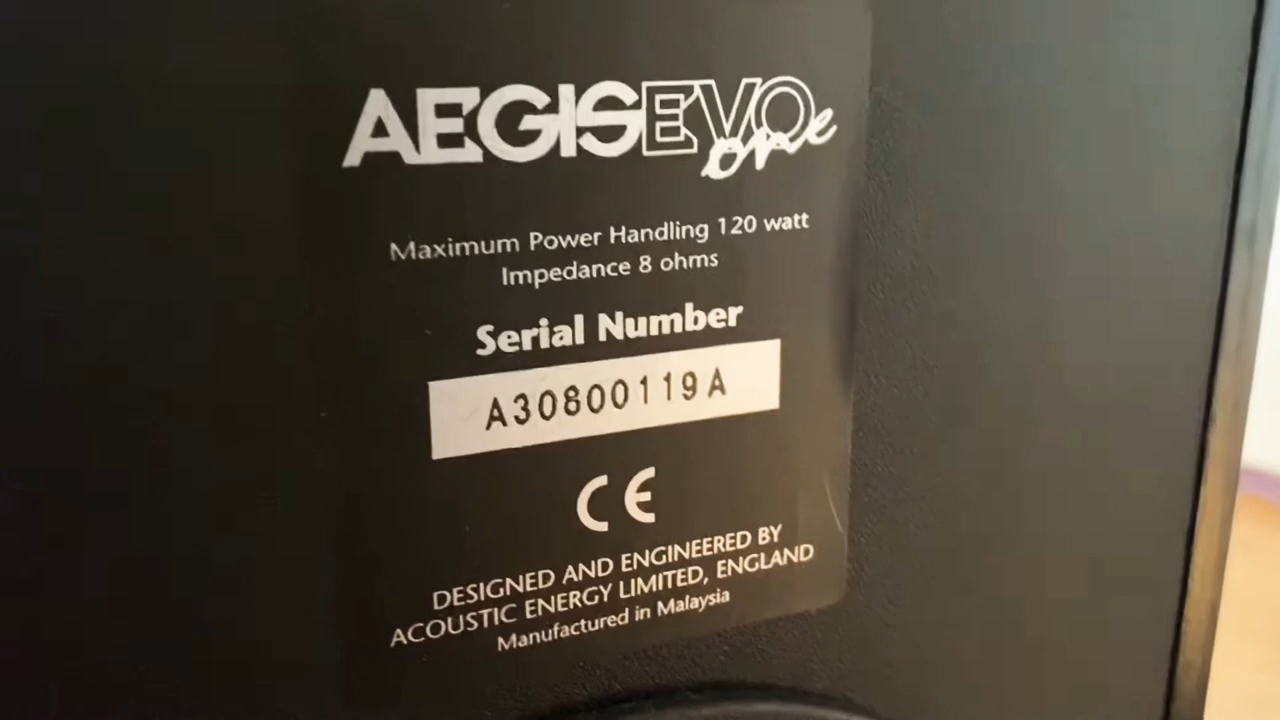 AEGISEVO
one
Maximum Power Handling 120 watt
Impedance 8 ohms
Serial Number
A30800119A
CE
DESIGNED AND ENGINEERED BY
ACOUSTIC ENERGY LIMITED, ENGLAND
Manufactured in Malaysia